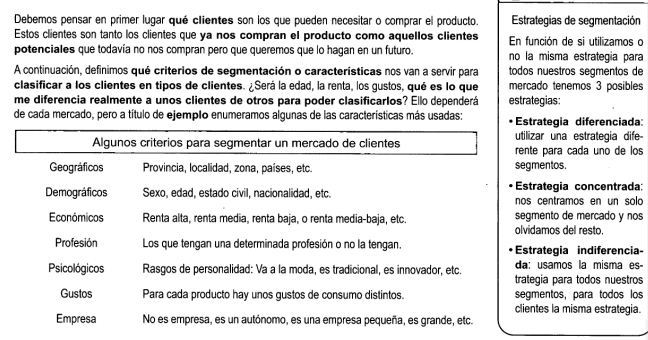 Debemos pensar en primer lugar qué clientes son los que pueden necesitar o comprar el producto.
Estos clientes son tanto los clientes que ya nos compran el producto como aquellos clientes
potenciales que todavía no nos compran pero que queremos que lo hagan en un futuro.
A continuación, definimos qué criterios de segmentación o características nos van a servir para
clasificar a los clientes en tipos de clientes. ¿Será la edad, la renta, los gustos, qué es lo que
me diferencia realmente a unos clientes de otros para poder clasificarlos? Ello dependerá
de cada mercado, pero a título de ejemplo enumeramos algunas de las características más usadas:
Algunos criterios para segmentar un mercado de clientes
Geográficos Provincia, localidad, zona, países, etc.
Demográficos Sexo, edad, estado civil, nacionalidad, etc.
Económicos Renta alta, renta media, renta baja, o renta media-baja, etc.
Profesión Los que tengan una determinada profesión o no la tengan.
Psicológicos Rasgos de personalidad: Va a la moda, es tradicional, es innovador, etc.
Gustos Para cada producto hay unos gustos de consumo distintos.
Empresa No es empresa, es un autónomo, es una empresa pequeña, es grande, etc.
Estrategias de segmentación
En función de si utilizamos o
no la misma estrategia para
todos nuestros segmentos de
mercado tenemos 3 posibles
estrategias:
• Estrategia diferenciada:
utilizar una estrategia dife-
rente para cada uno de los
segmentos.
• Estrategia concentrada:
nos centramos en un solo
segmento de mercado y nos
olvidamos del resto.
• Estrategia indiferencia-
da: usamos la misma es-
trategia para todos nuestros
segmentos, para todos los
clientes la misma estrategia.